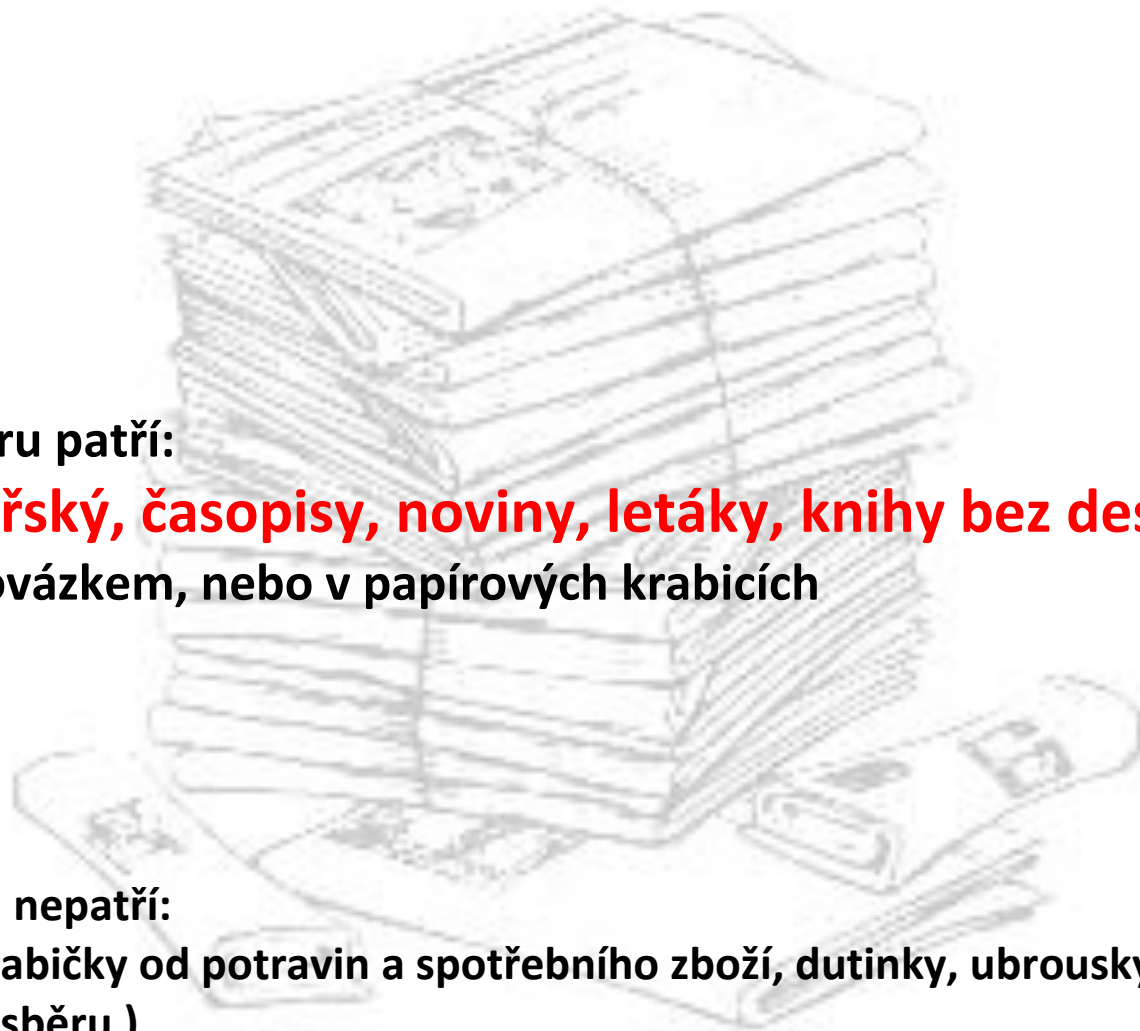 ru patří:
řský, časopisy, noviny, letáky, knihy bez des
ovázkem, nebo v papírových krabicích
nepatří:
abičky od potravin a spotřebního zboží, dutinky, ubrousky
sběru )